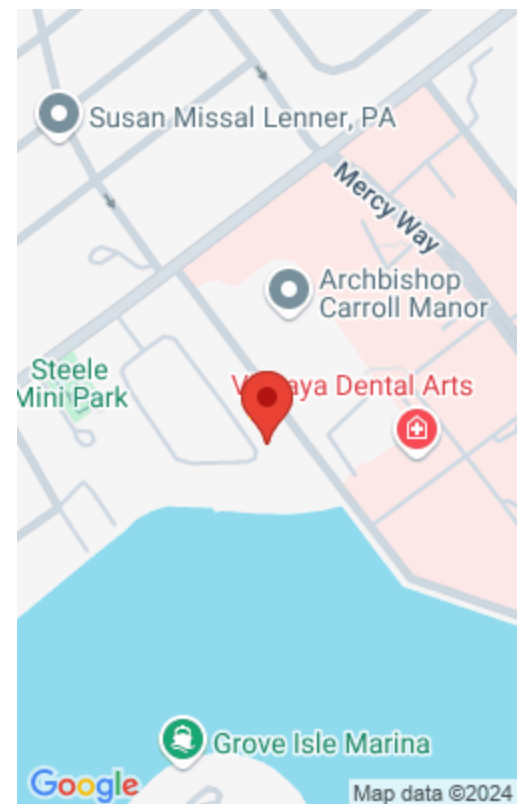 Susan Missal Lenner, PA
Mercy Way
Archbishop
Carroll Manor
Steele
Mini Park
aya Dental Arts
Grove Isle Marina
Google
Map data ©2024